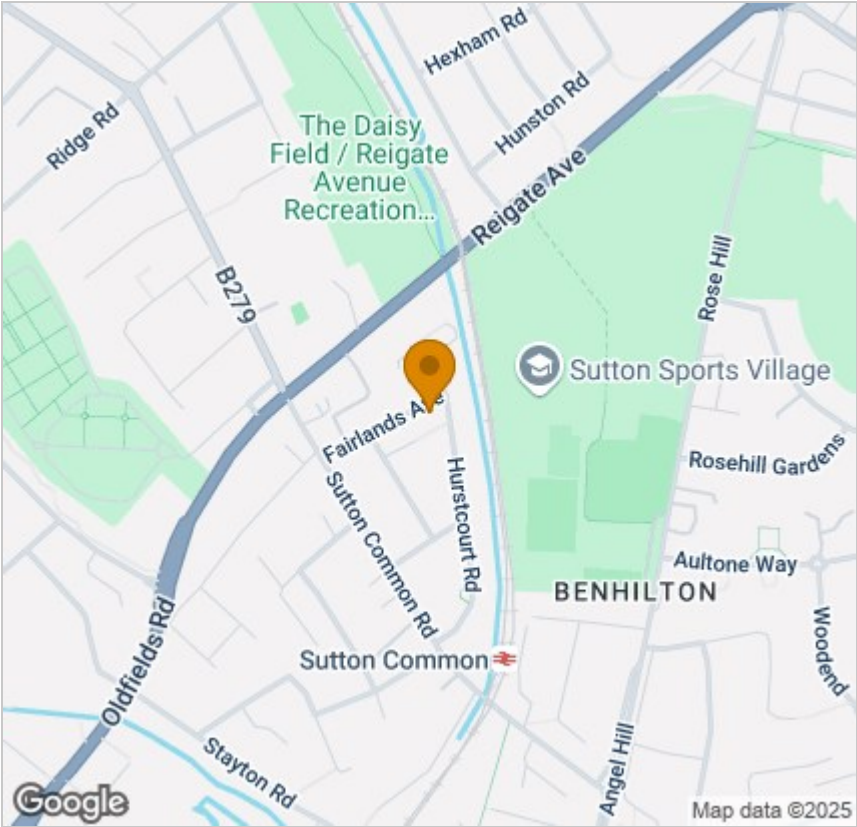 Hexham Rd
Hunston Rd
Ridge Rd
The Daisy
Field / Reigate
Avenue
Recreation...
Reigate Ave
B279
Rose Hill
Sutton Sports Village
Fairlands Ave
Rosehill Gardens
Hurstcourt Rd
Sutton Common Rd
Aultone Way
BENHILTON
Oldfields Rd
Woodend
Sutton Common
Stayton Rd
Angel Hill
Google
Map data ©2025